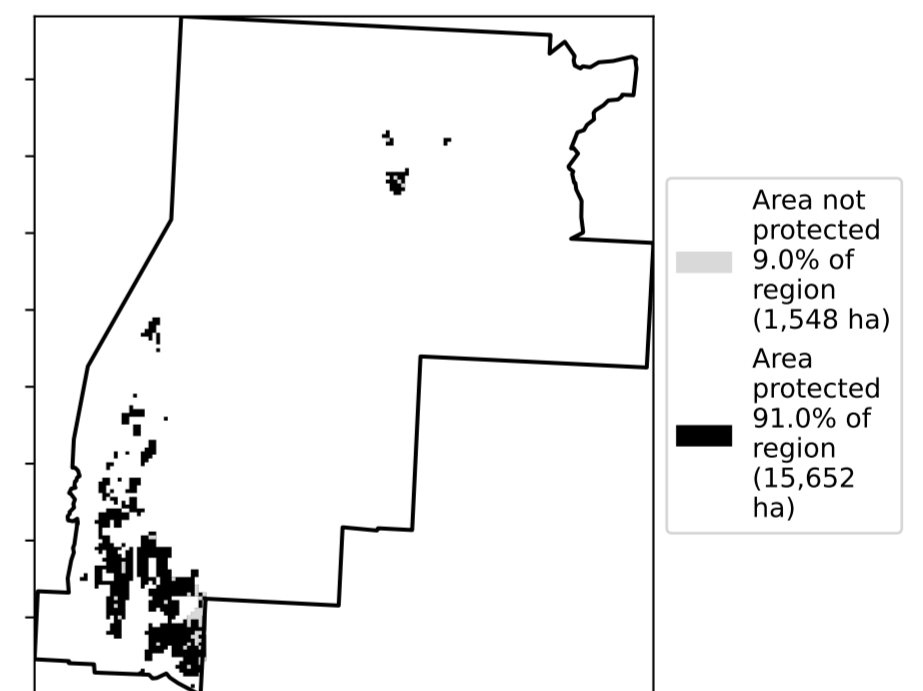 Area not
protected
9.0% of
region
(1,548 ha)
Area
protected
91.0% of
region
(15,652
ha)